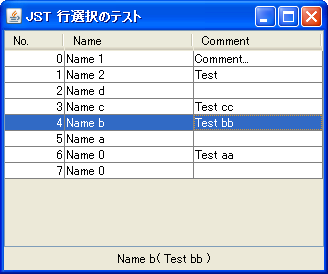 JST 行選択のテスト
No. Name Comment
0 Name 1 Comment...
1 Name 2 Test
2 Name d
3 Name c Test cc
4 Name b Test bb
5 Name a
6 Name 0 Test aa
7 Name 0
Name b( Test bb )